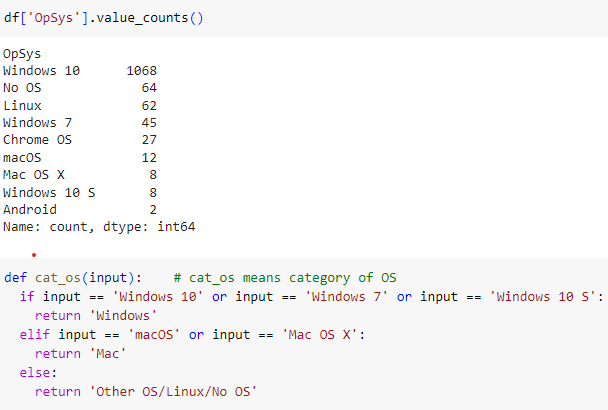 df['OpSys'].value_counts()
OpSys
Windows 10      1068
No OS             64
Linux             62
Windows 7         45
Chrome OS         27
macOS             12
Mac OS X           8
Windows 10 S       8
Android            2
Name: count, dtype: int64
def cat_os(input):    # cat_os means category of OS
  if input == 'Windows 10' or input == 'Windows 7' or input == 'Windows 10 S':
    return 'Windows'
  elif input == 'macOS' or input == 'Mac OS X':
    return 'Mac'
  else:
    return 'Other OS/Linux/No OS'